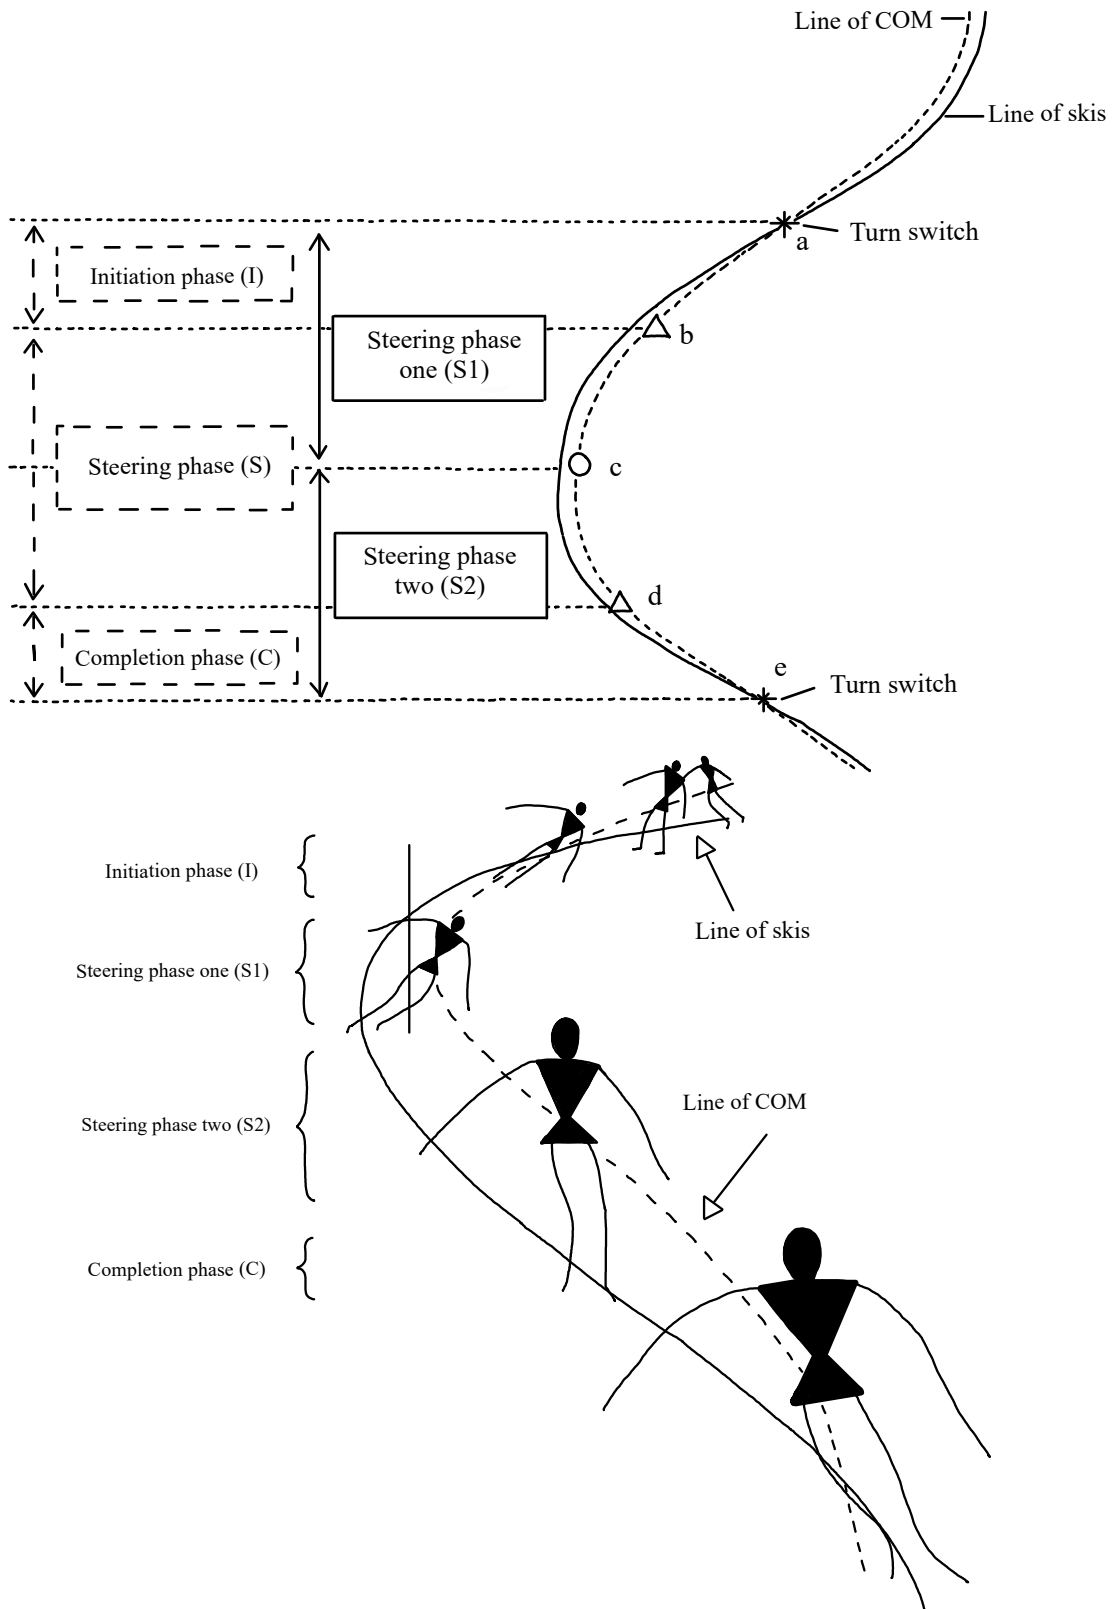 Line of COM
Line of skis
a
Turn switch
Initiation phase (I)
Steering phase
one (S1)
b
Steering phase (S)
c
Steering phase
two (S2)
d
Completion phase (C)
e
Turn switch
Initiation phase (I)
Line of skis
Steering phase one (S1)
Line of COM
Steering phase two (S2)
Completion phase (C)